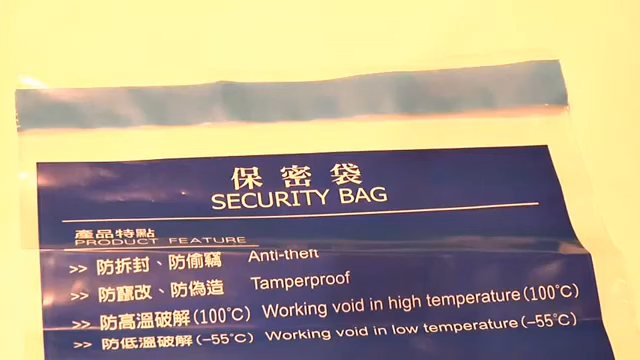 保密袋
SECURITY BAG
產品特點
PRODUCT FEATURE
>> 防拆封、防偷竊 Anti-theft
>> 防竄改、防偽造 Tamperproof
>> 防高溫破解(100°C) Working void in high temperature(100°C)
>> 防低溫破解(-55°C) Working void in low temperature(-55°C)